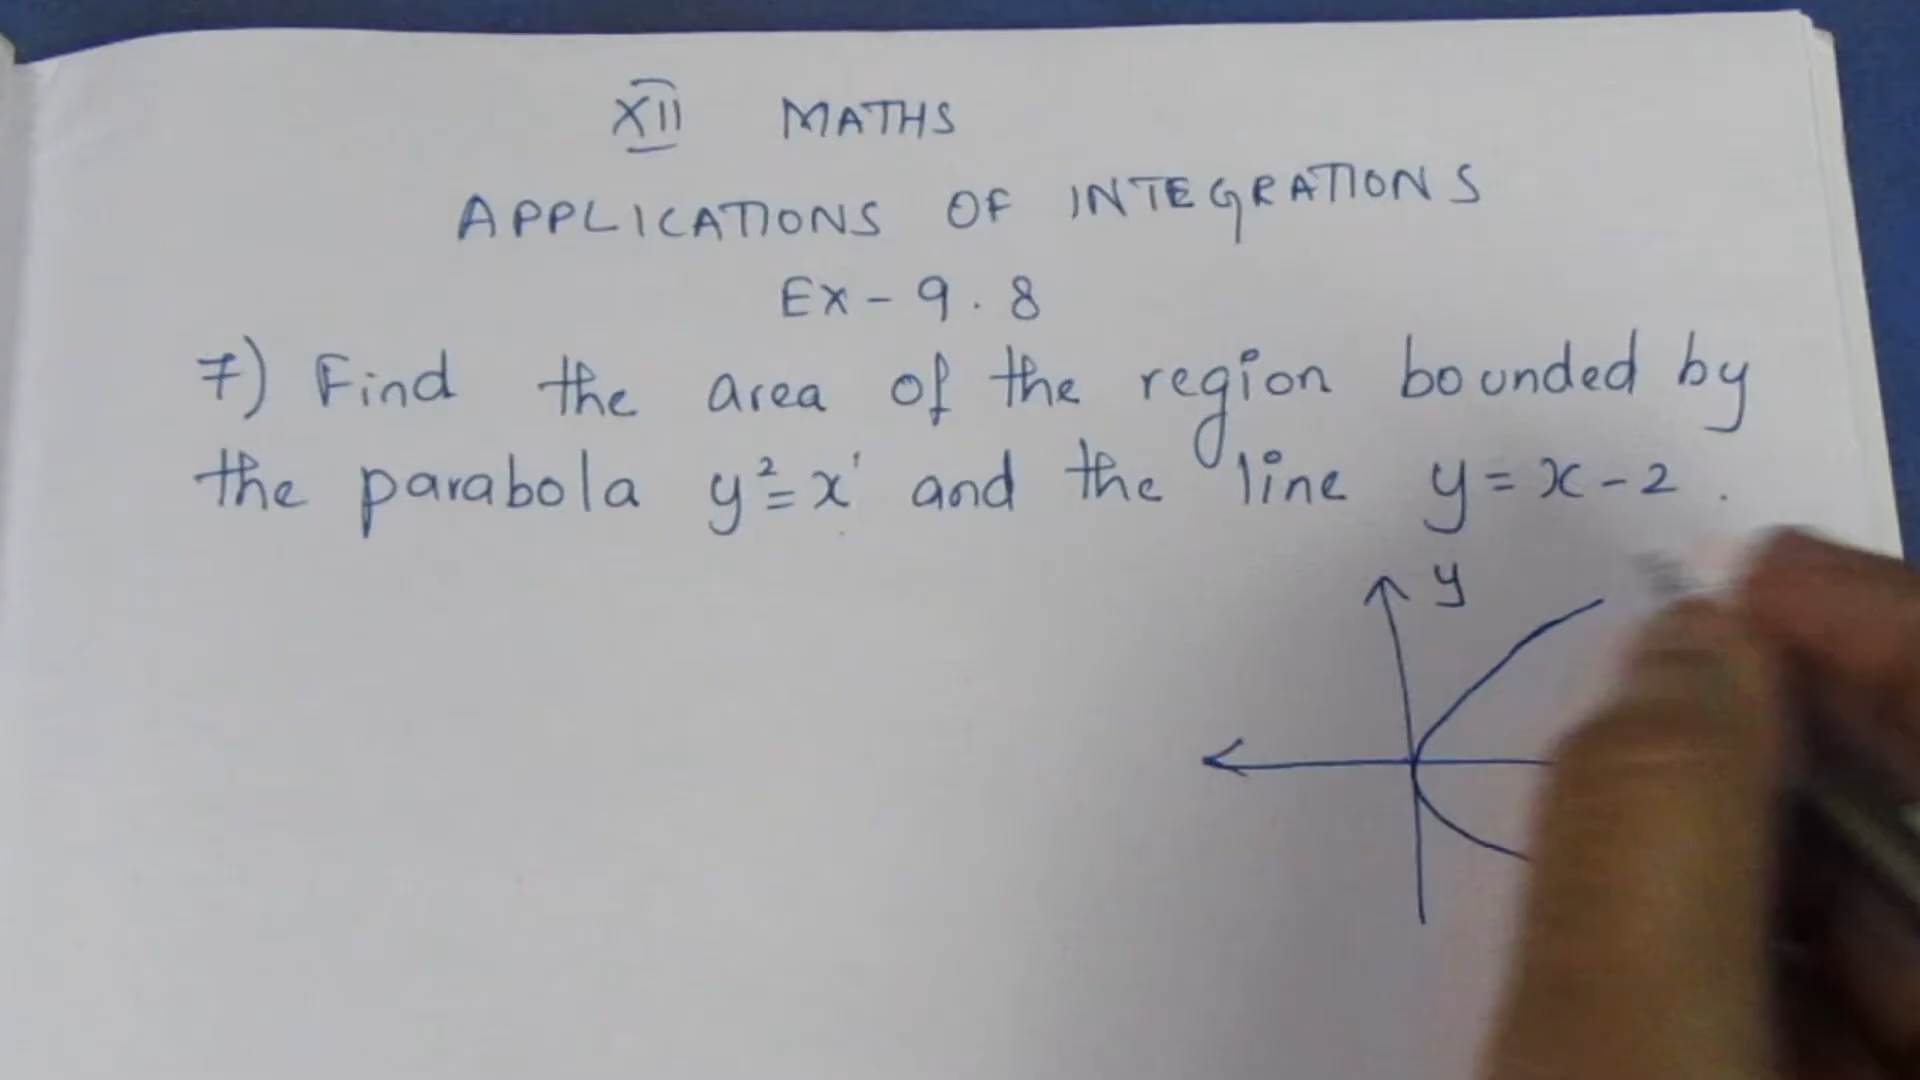 XII MATHS
APPLICATIONS OF INTEGRATIONS
Ex - 9.8
7) Find the area of the region bounded by
the parabola y² = x and the line y = x - 2.
y